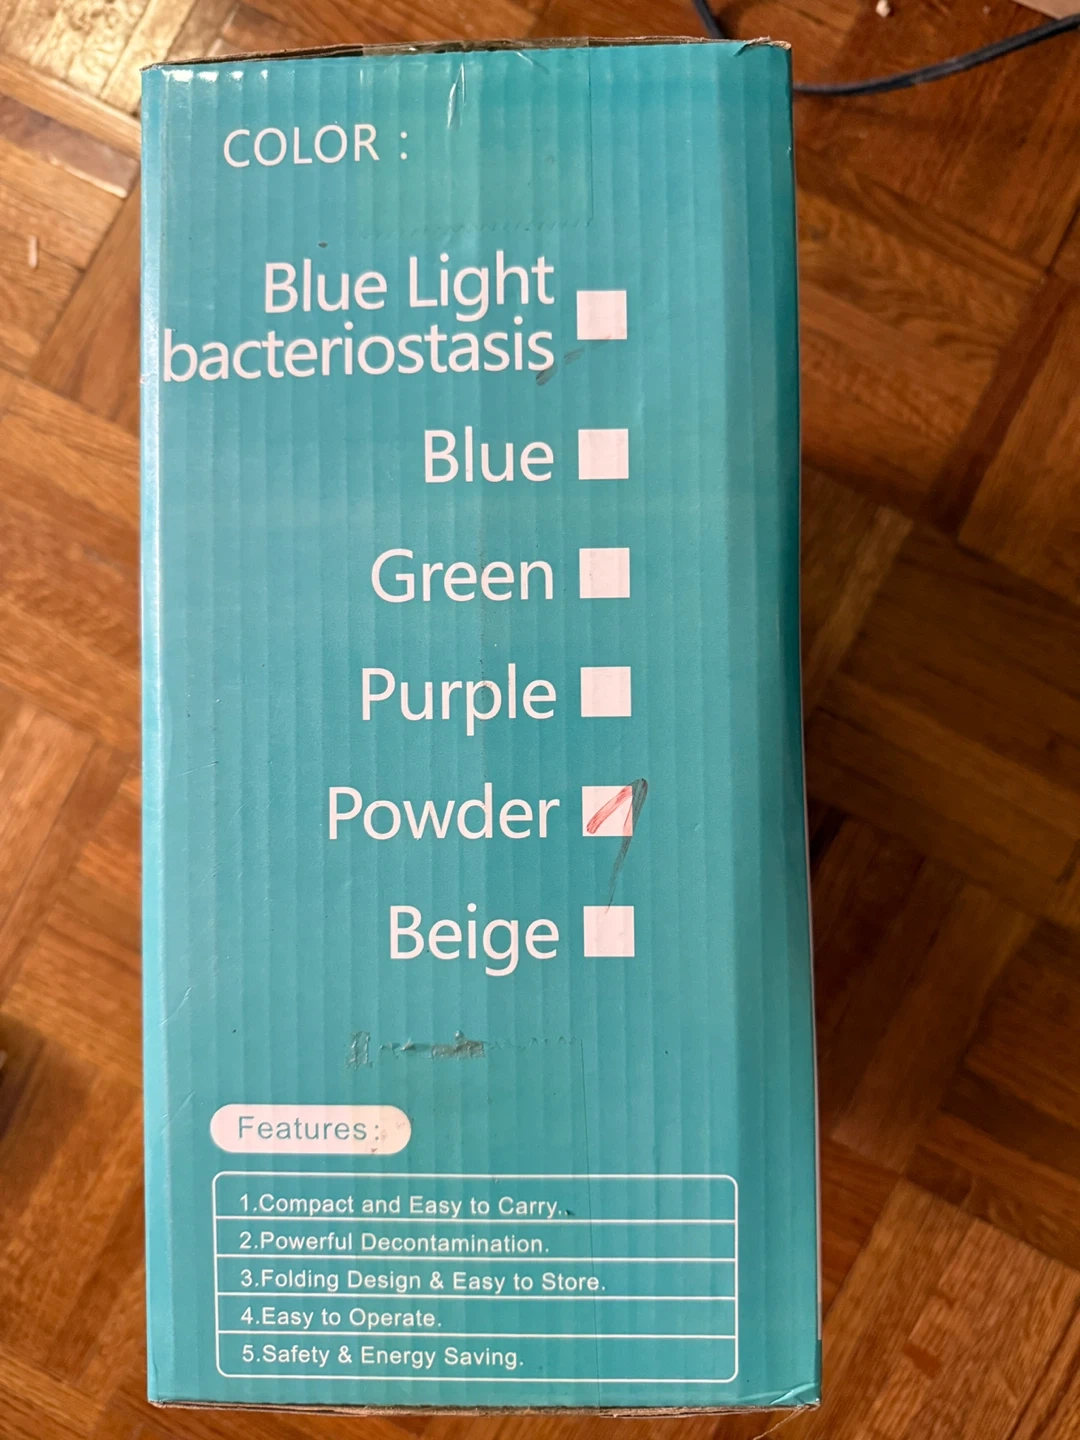 COLOR :
Blue Light
bacteriostasis
Blue
Green
Purple
Powder
Beige
Features:
1.Compact and Easy to Carry..
2.Powerful Decontamination.
3.Folding Design & Easy to Store.
4.Easy to Operate.
5.Safety & Energy Saving.